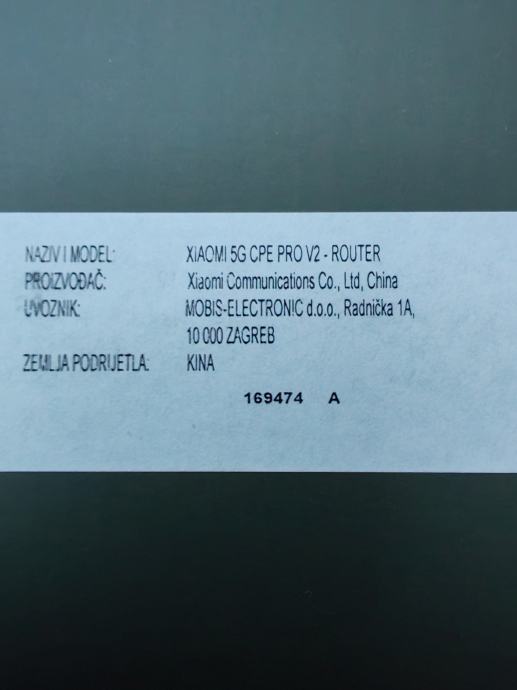 NAZIV I MODEL: XIAOMI 5G CPE PRO V2 - ROUTER
PROIZVOĐAČ: Xiaomi Communications Co., Ltd, China
UVOZNIK: MOBIS-ELECTRONIC d.o.o., Radnička 1A,
10 000 ZAGREB
ZEMLJA PODRIJETLA: KINA
169474 A